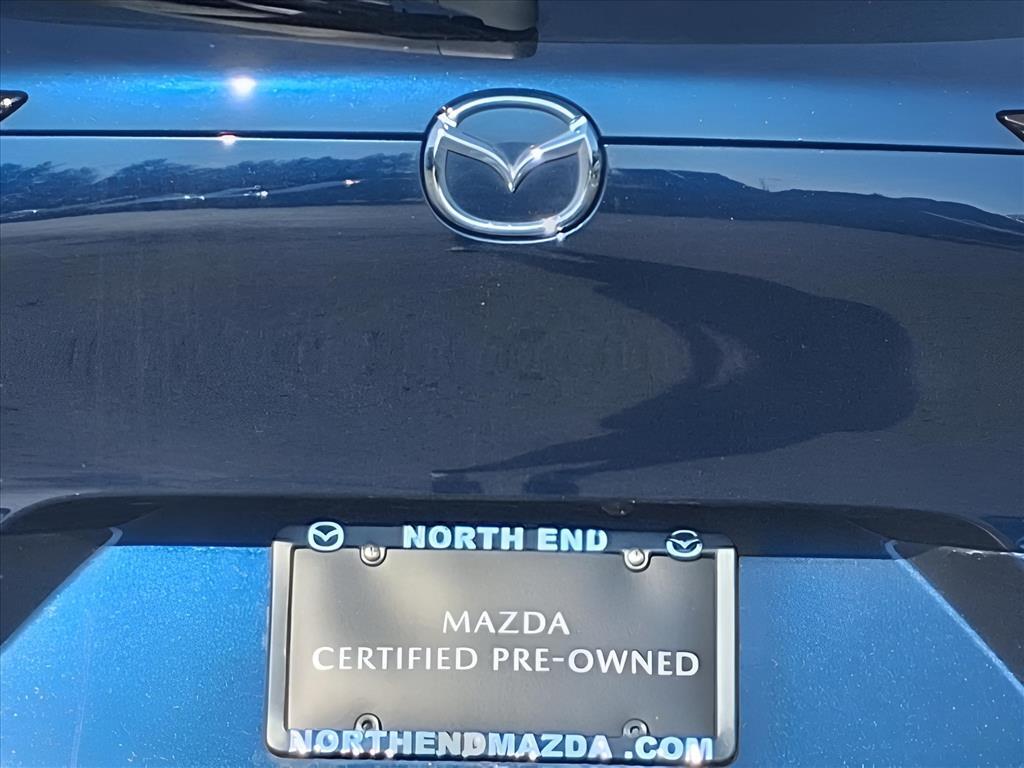 NORTH END
MAZDA
CERTIFIED PRE-OWNED
NORTHENDMAZDA.COM